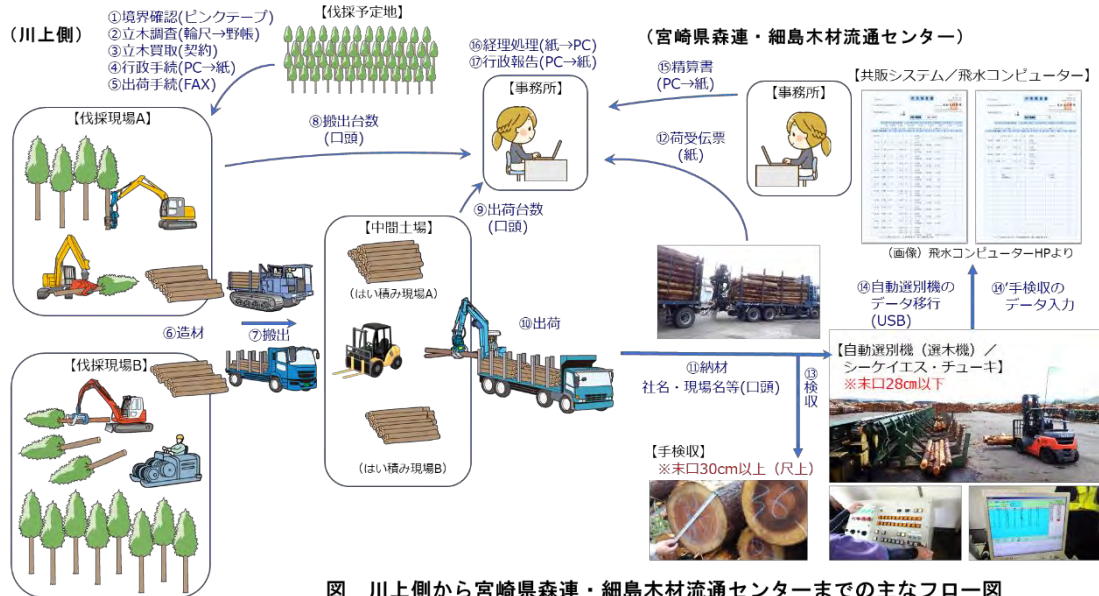 (川上側)
①境界確認(ピンクテープ)
②立木調査(輪尺→野帳)
③立木買取(契約)
④行政手続(PC→紙)
⑤出荷手続(FAX)
【伐採予定地】
⑯経理処理(紙→PC)
⑰行政報告(PC→紙)
【事務所】
(宮崎県森連・細島木材流通センター)
⑮精算書
(PC→紙)
【事務所】
【共販システム/飛水コンピューター】
(画像)飛水コンピューターHPより
【伐採現場A】
⑧搬出台数
(口頭)
⑫荷受伝票
(紙)
⑨出荷台数
(口頭)
【中間土場】
(はい積み現場A)
⑥造材
⑦搬出
⑩出荷
(はい積み現場B)
【伐採現場B】
⑪納材
社名・現場名等(口頭)
⑬検収
⑭自動選別機の
データ移行
(USB)
⑭'手検収の
データ入力
【自動選別機(選木機)/
シーケイエス・チューキ】
※末口28cm以下
【手検収】
※末口30cm以上(尺上)
図 川上側から宮崎県森連・細島木材流通センターまでの主なフロー図